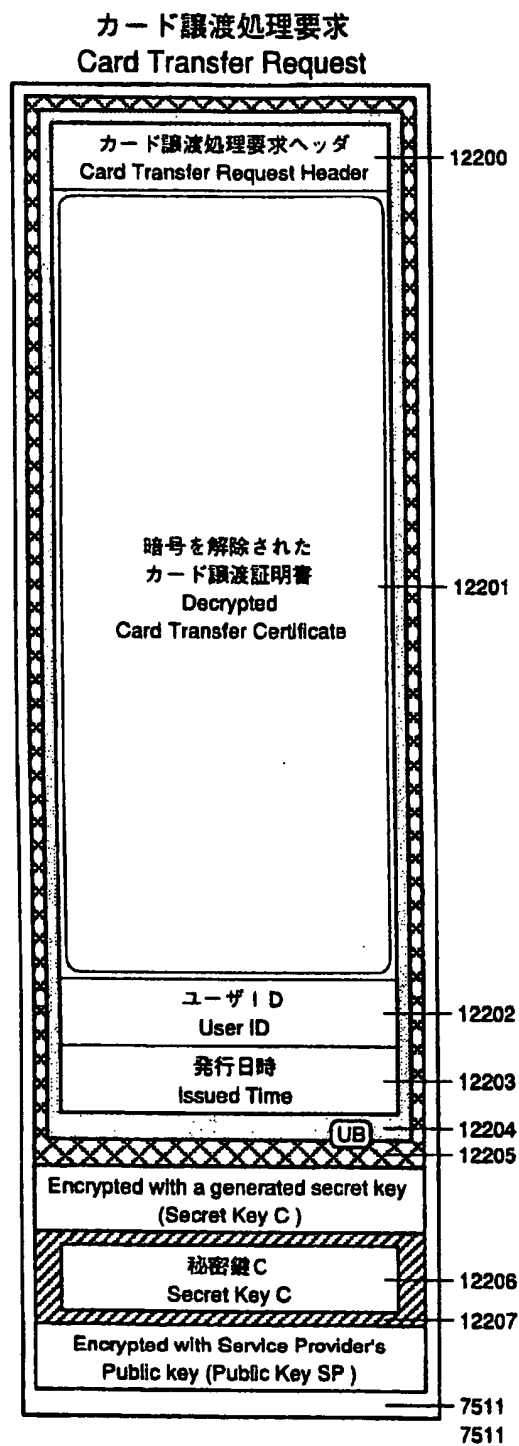 カード譲渡処理要求
Card Transfer Request
カード譲渡処理要求ヘッダ
Card Transfer Request Header
12200
暗号を解除された
カード譲渡証明書
Decrypted
Card Transfer Certificate
12201
ユーザID
User ID
12202
発行日時
Issued Time
12203
UB
12204
12205
Encrypted with a generated secret key
(Secret Key C )
秘密鍵C
Secret Key C
12206
12207
Encrypted with Service Provider's
Public key (Public Key SP )
7511
7511